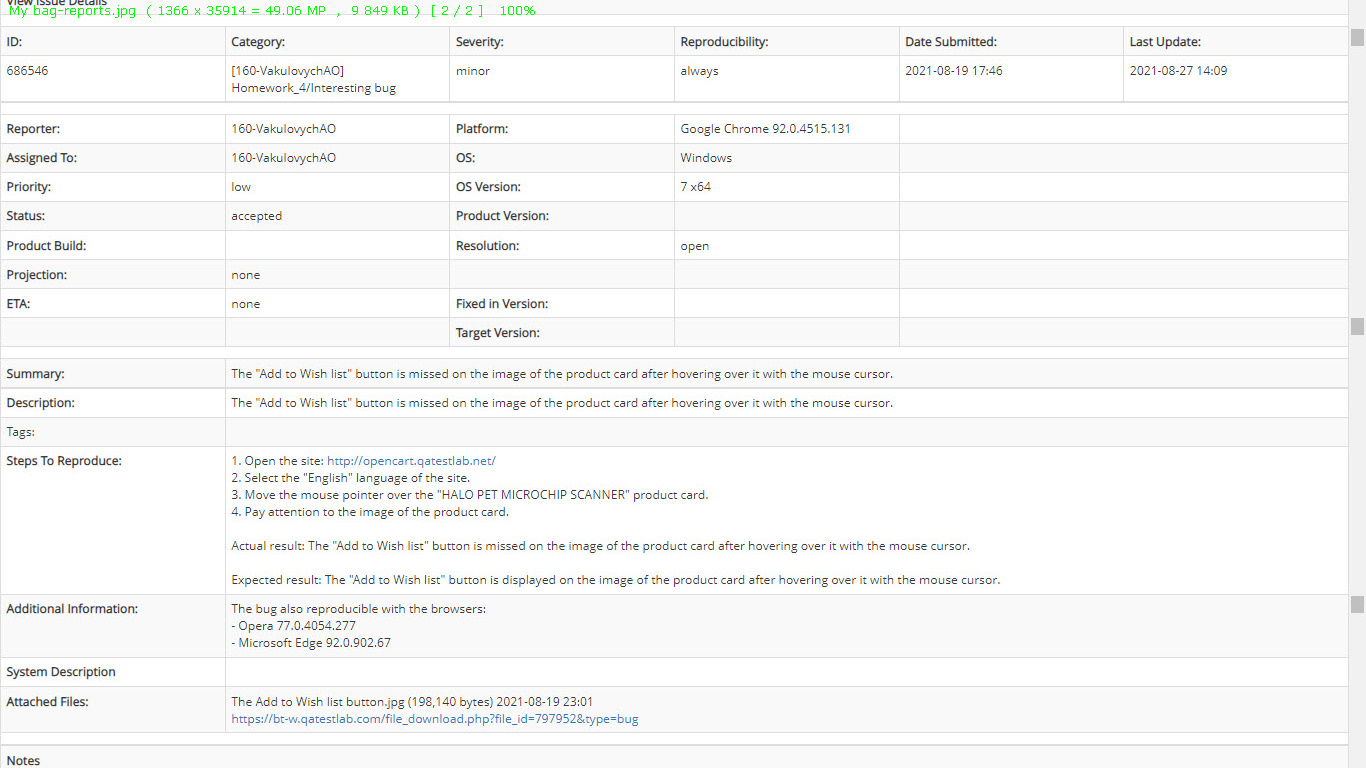 View Issue Details
My bag-reports.jpg ( 1366 x 35914 = 49.06 MP , 9 849 KB ) [ 2 / 2 ] 100%
ID: Category: Severity: Reproducibility: Date Submitted: Last Update:
686546 [160-VakulovychAO] minor always 2021-08-19 17:46 2021-08-27 14:09
Homework_4/Interesting bug
Reporter: 160-VakulovychAO Platform: Google Chrome 92.0.4515.131
Assigned To: 160-VakulovychAO OS: Windows
Priority: low OS Version: 7 x64
Status: accepted Product Version:
Product Build: Resolution: open
Projection: none
ETA: none Fixed in Version:
Target Version:
Summary: The "Add to Wish list" button is missed on the image of the product card after hovering over it with the mouse cursor.
Description: The "Add to Wish list" button is missed on the image of the product card after hovering over it with the mouse cursor.
Tags:
Steps To Reproduce: 1. Open the site: http://opencart.qatestlab.net/
2. Select the "English" language of the site.
3. Move the mouse pointer over the "HALO PET MICROCHIP SCANNER" product card.
4. Pay attention to the image of the product card.
Actual result: The "Add to Wish list" button is missed on the image of the product card after hovering over it with the mouse cursor.
Expected result: The "Add to Wish list" button is displayed on the image of the product card after hovering over it with the mouse cursor.
Additional Information: The bug also reproducible with the browsers:
- Opera 77.0.4054.277
- Microsoft Edge 92.0.902.67
System Description
Attached Files: The Add to Wish list button.jpg (198,140 bytes) 2021-08-19 23:01
https://bt-w.qatestlab.com/file_download.php?file_id=797952&type=bug
Notes